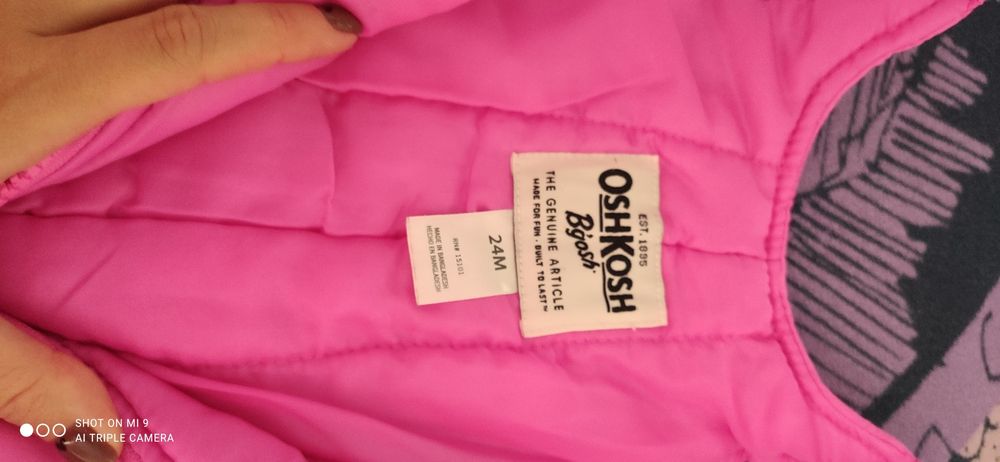 EST. 1895
OSHKOSH
B'gosh
THE GENUINE ARTICLE
MADE FOR FUN · BUILT TO LAST™
24M
RN# 15101
MADE IN BANGLADESH
HECHO EN BANGLADESH
SHOT ON MI 9
AI TRIPLE CAMERA